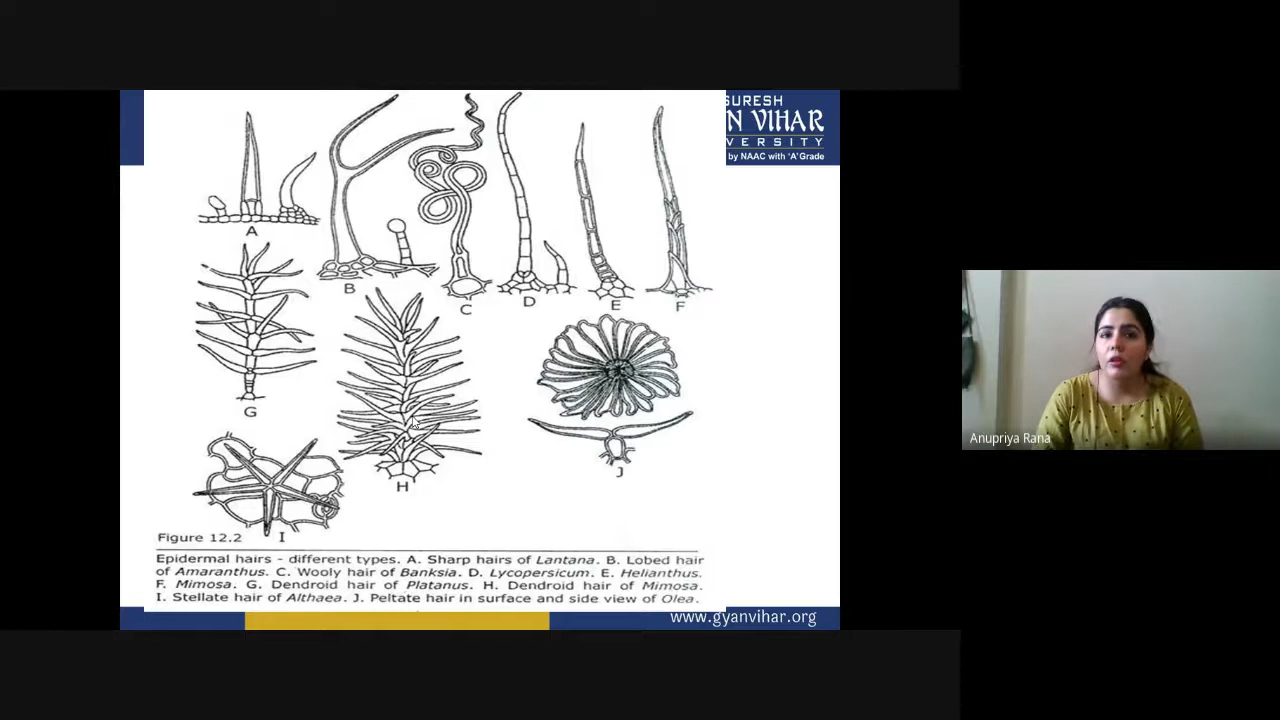 SURESH
N VIHAR
VERSITY
by NAAC with 'A' Grade
A
B
C
D
E
F
G
H
I
J
Anupriya Rana
Figure 12.2
Epidermal hairs - different types. A. Sharp hairs of Lantana. B. Lobed hair
of Amaranthus. C. Wooly hair of Banksia. D. Lycopersicum. E. Helianthus.
F. Mimosa. G. Dendroid hair of Platanus. H. Dendroid hair of Mimosa.
I. Stellate hair of Althaea. J. Peltate hair in surface and side view of Olea.
www.gyanvihar.org